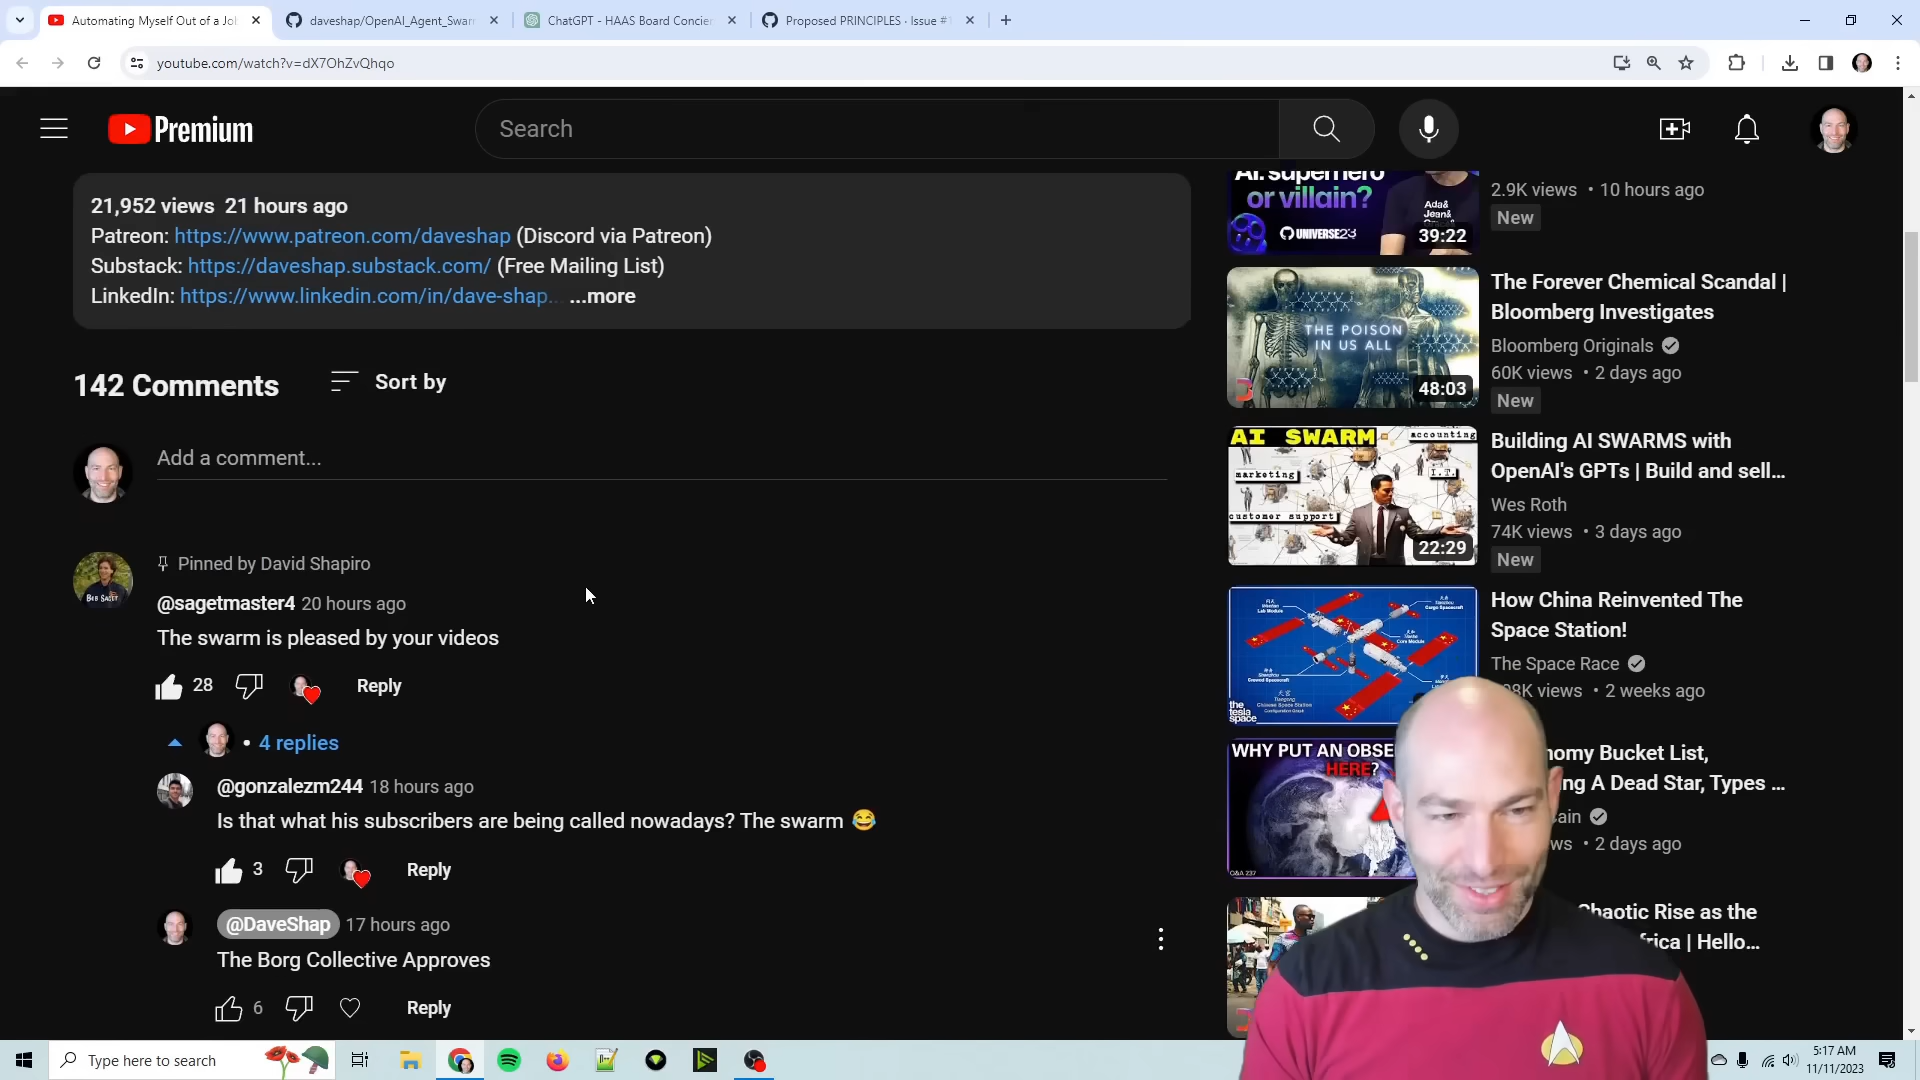 Automating Myself Out of a Jo
daveshap/OpenAI_Agent_Swar
ChatGPT - HAAS Board Concier
Proposed PRINCIPLES · Issue #
youtube.com/watch?v=dX7OhZvQhqo
Premium
Search
21,952 views 21 hours ago
Patreon: https://www.patreon.com/daveshap (Discord via Patreon)
Substack: https://daveshap.substack.com/ (Free Mailing List)
LinkedIn: https://www.linkedin.com/in/dave-shap... ...more
142 Comments
Sort by
Add a comment...
Pinned by David Shapiro
@sagetmaster4 20 hours ago
The swarm is pleased by your videos
28
Reply
• 4 replies
@gonzalezm244 18 hours ago
Is that what his subscribers are being called nowadays? The swarm 😂
3
Reply
@DaveShap 17 hours ago
The Borg Collective Approves
6
Reply
AI: superhero
or villain?
UNIVERSE23
39:22
2.9K views • 10 hours ago
New
THE POISON
IN US ALL
48:03
The Forever Chemical Scandal |
Bloomberg Investigates
Bloomberg Originals
60K views • 2 days ago
New
AI SWARM
accounting
marketing
customer support
22:29
Building AI SWARMS with
OpenAI's GPTs | Build and sell...
Wes Roth
74K views • 3 days ago
New
the
tesla
space
How China Reinvented The
Space Station!
The Space Race
8K views • 2 weeks ago
WHY PUT AN OBSE
HERE?
Q&A 237
nomy Bucket List,
ng A Dead Star, Types ...
ain
ws • 2 days ago
Chaotic Rise as the
frica | Hello...
Type here to search
5:17 AM
11/11/2023